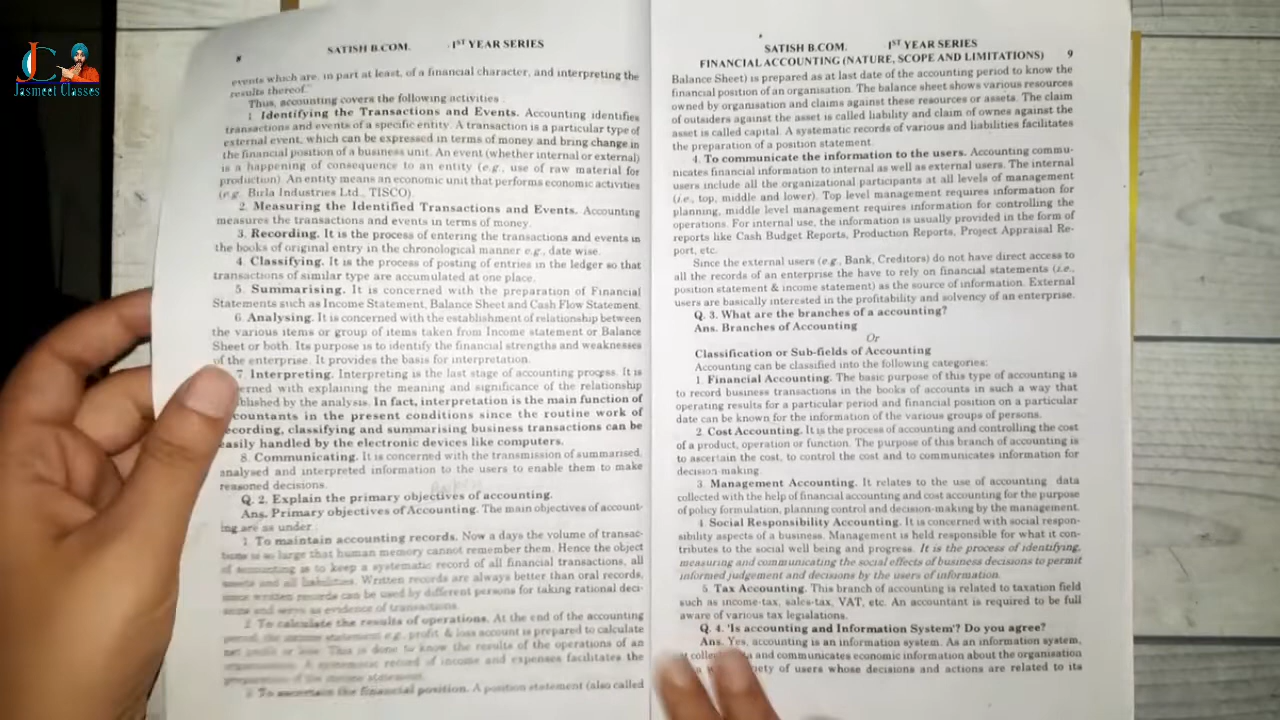 Jasmeet Classes
8
SATISH B.COM. 1ST YEAR SERIES
events which are, in part at least, of a financial character, and interpreting the
results thereof."
Thus, accounting covers the following activities :
1. Identifying the Transactions and Events. Accounting identifies
transactions and events of a specific entity. A transaction is a particular type of
external event, which can be expressed in terms of money and bring change in
the financial position of a business unit. An event (whether internal or external)
is a happening of consequence to an entity (e.g., use of raw material for
production). An entity means an economic unit that performs economic activities
(e.g. Birla Industries Ltd., TISCO).
2. Measuring the Identified Transactions and Events. Accounting
measures the transactions and events in terms of money.
3. Recording. It is the process of entering the transactions and events in
the books of original entry in the chronological manner e.g., date wise.
4. Classifying. It is the process of posting of entries in the ledger so that
transactions of similar type are accumulated at one place.
5. Summarising. It is concerned with the preparation of Financial
Statements such as Income Statement, Balance Sheet and Cash Flow Statement.
6. Analysing. It is concerned with the establishment of relationship between
the various items or group of items taken from Income statement or Balance
Sheet or both. Its purpose is to identify the financial strengths and weaknesses
of the enterprise. It provides the basis for interpretation.
7. Interpreting. Interpreting is the last stage of accounting process. It is
erned with explaining the meaning and significance of the relationship
blished by the analysis. In fact, interpretation is the main function of
countants in the present conditions since the routine work of
ecording, classifying and summarising business transactions can be
easily handled by the electronic devices like computers.
8. Communicating. It is concerned with the transmission of summarised,
analysed and interpreted information to the users to enable them to make
reasoned decisions.
Q. 2. Explain the primary objectives of accounting.
Ans. Primary objectives of Accounting. The main objectives of account-
ing are as under :
1. To maintain accounting records. Now a days the volume of transac-
tions is so large that human memory cannot remember them. Hence the object
of accounting is to keep a systematic record of all financial transactions, all
assets and all liabilities. Written records are always better than oral records,
since written records can be used by different persons for taking rational deci-
sions and serve as evidence of transactions.
2. To calculate the results of operations. At the end of the accounting
period, the income statement e.g., profit & loss account is prepared to calculate
net profit or loss. This is done to know the results of the operations of an
organisation. A systematic record of income and expenses facilitates the
preparation of the income statement.
3. To ascertain the financial position. A position statement (also called
SATISH B.COM. 1ST YEAR SERIES
FINANCIAL ACCOUNTING (NATURE, SCOPE AND LIMITATIONS) 9
Balance Sheet) is prepared as at last date of the accounting period to know the
financial position of an organisation. The balance sheet shows various resources
owned by organisation and claims against these resources or assets. The claim
of outsiders against the asset is called liability and claim of ownes against the
asset is called capital. A systematic records of various and liabilities facilitates
the preparation of a position statement.
4. To communicate the information to the users. Accounting commu-
nicates financial information to internal as well as external users. The internal
users include all the organizational participants at all levels of management
(i.e., top, middle and lower). Top level management requires information for
planning, middle level management requires information for controlling the
operations. For internal use, the information is usually provided in the form of
reports like Cash Budget Reports, Production Reports, Project Appraisal Re-
port, etc.
Since the external users (e.g., Bank, Creditors) do not have direct access to
all the records of an enterprise the have to rely on financial statements (i.e.,
position statement & income statement) as the source of information. External
users are basically interested in the profitability and solvency of an enterprise.
Q. 3. What are the branches of a accounting?
Ans. Branches of Accounting
Or
Classification or Sub-fields of Accounting
Accounting can be classified into the following categories:
1. Financial Accounting. The basic purpose of this type of accounting is
to record business transactions in the books of accounts in such a way that
operating results for a particular period and financial position on a particular
date can be known for the information of the various groups of persons.
2. Cost Accounting. It is the process of accounting and controlling the cost
of a product, operation or function. The purpose of this branch of accounting is
to ascertain the cost, to control the cost and to communicates information for
decision-making.
3. Management Accounting. It relates to the use of accounting data
collected with the help of financial accounting and cost accounting for the purpose
of policy formulation, planning control and decision-making by the management.
4. Social Responsibility Accounting. It is concerned with social respon-
sibility aspects of a business. Management is held responsible for what it con-
tributes to the social well being and progress. It is the process of identifying,
measuring and communicating the social effects of business decisions to permit
informed judgement and decisions by the users of information.
5. Tax Accounting. This branch of accounting is related to taxation field
such as income-tax, sales-tax, VAT, etc. An accountant is required to be full
aware of various tax legislations.
Q. 4. 'Is accounting and Information System'? Do you agree?
Ans. Yes, accounting is an information system. As an information system,
it collec and communicates economic information about the organisation
iety of users whose decisions and actions are related to its